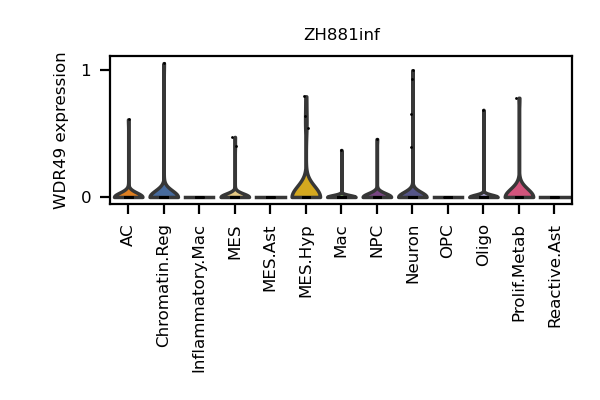 ZH881inf
WDR49 expression
1
0
AC
Chromatin.Reg
Inflammatory.Mac
MES
MES.Ast
MES.Hyp
Mac
NPC
Neuron
OPC
Oligo
Prolif.Metab
Reactive.Ast